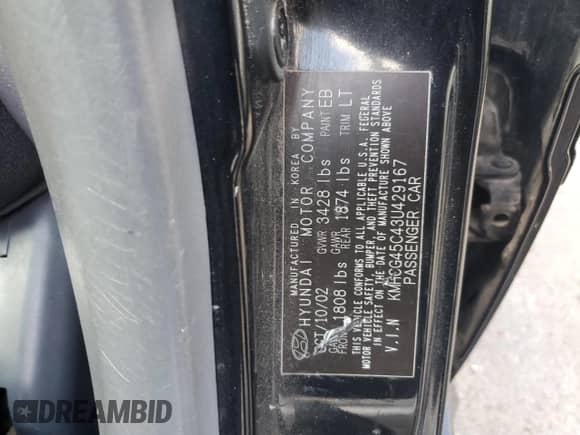 MANUFACTURED IN KOREA BY
HYUNDAI MOTOR COMPANY
OCT/10/02 GVWR 3428 lbs PAINT EB
GAWR FRONT 1808 lbs GAWR REAR 1874 lbs TRIM LT
THIS VEHICLE CONFORMS TO ALL APPLICABLE U.S.A. FEDERAL
MOTOR VEHICLE SAFETY, BUMPER, AND THEFT PREVENTION STANDARDS
IN EFFECT ON THE DATE OF MANUFACTURE SHOWN ABOVE
V.I.N KMHCG45C43U429167
PASSENGER CAR
DREAMBID